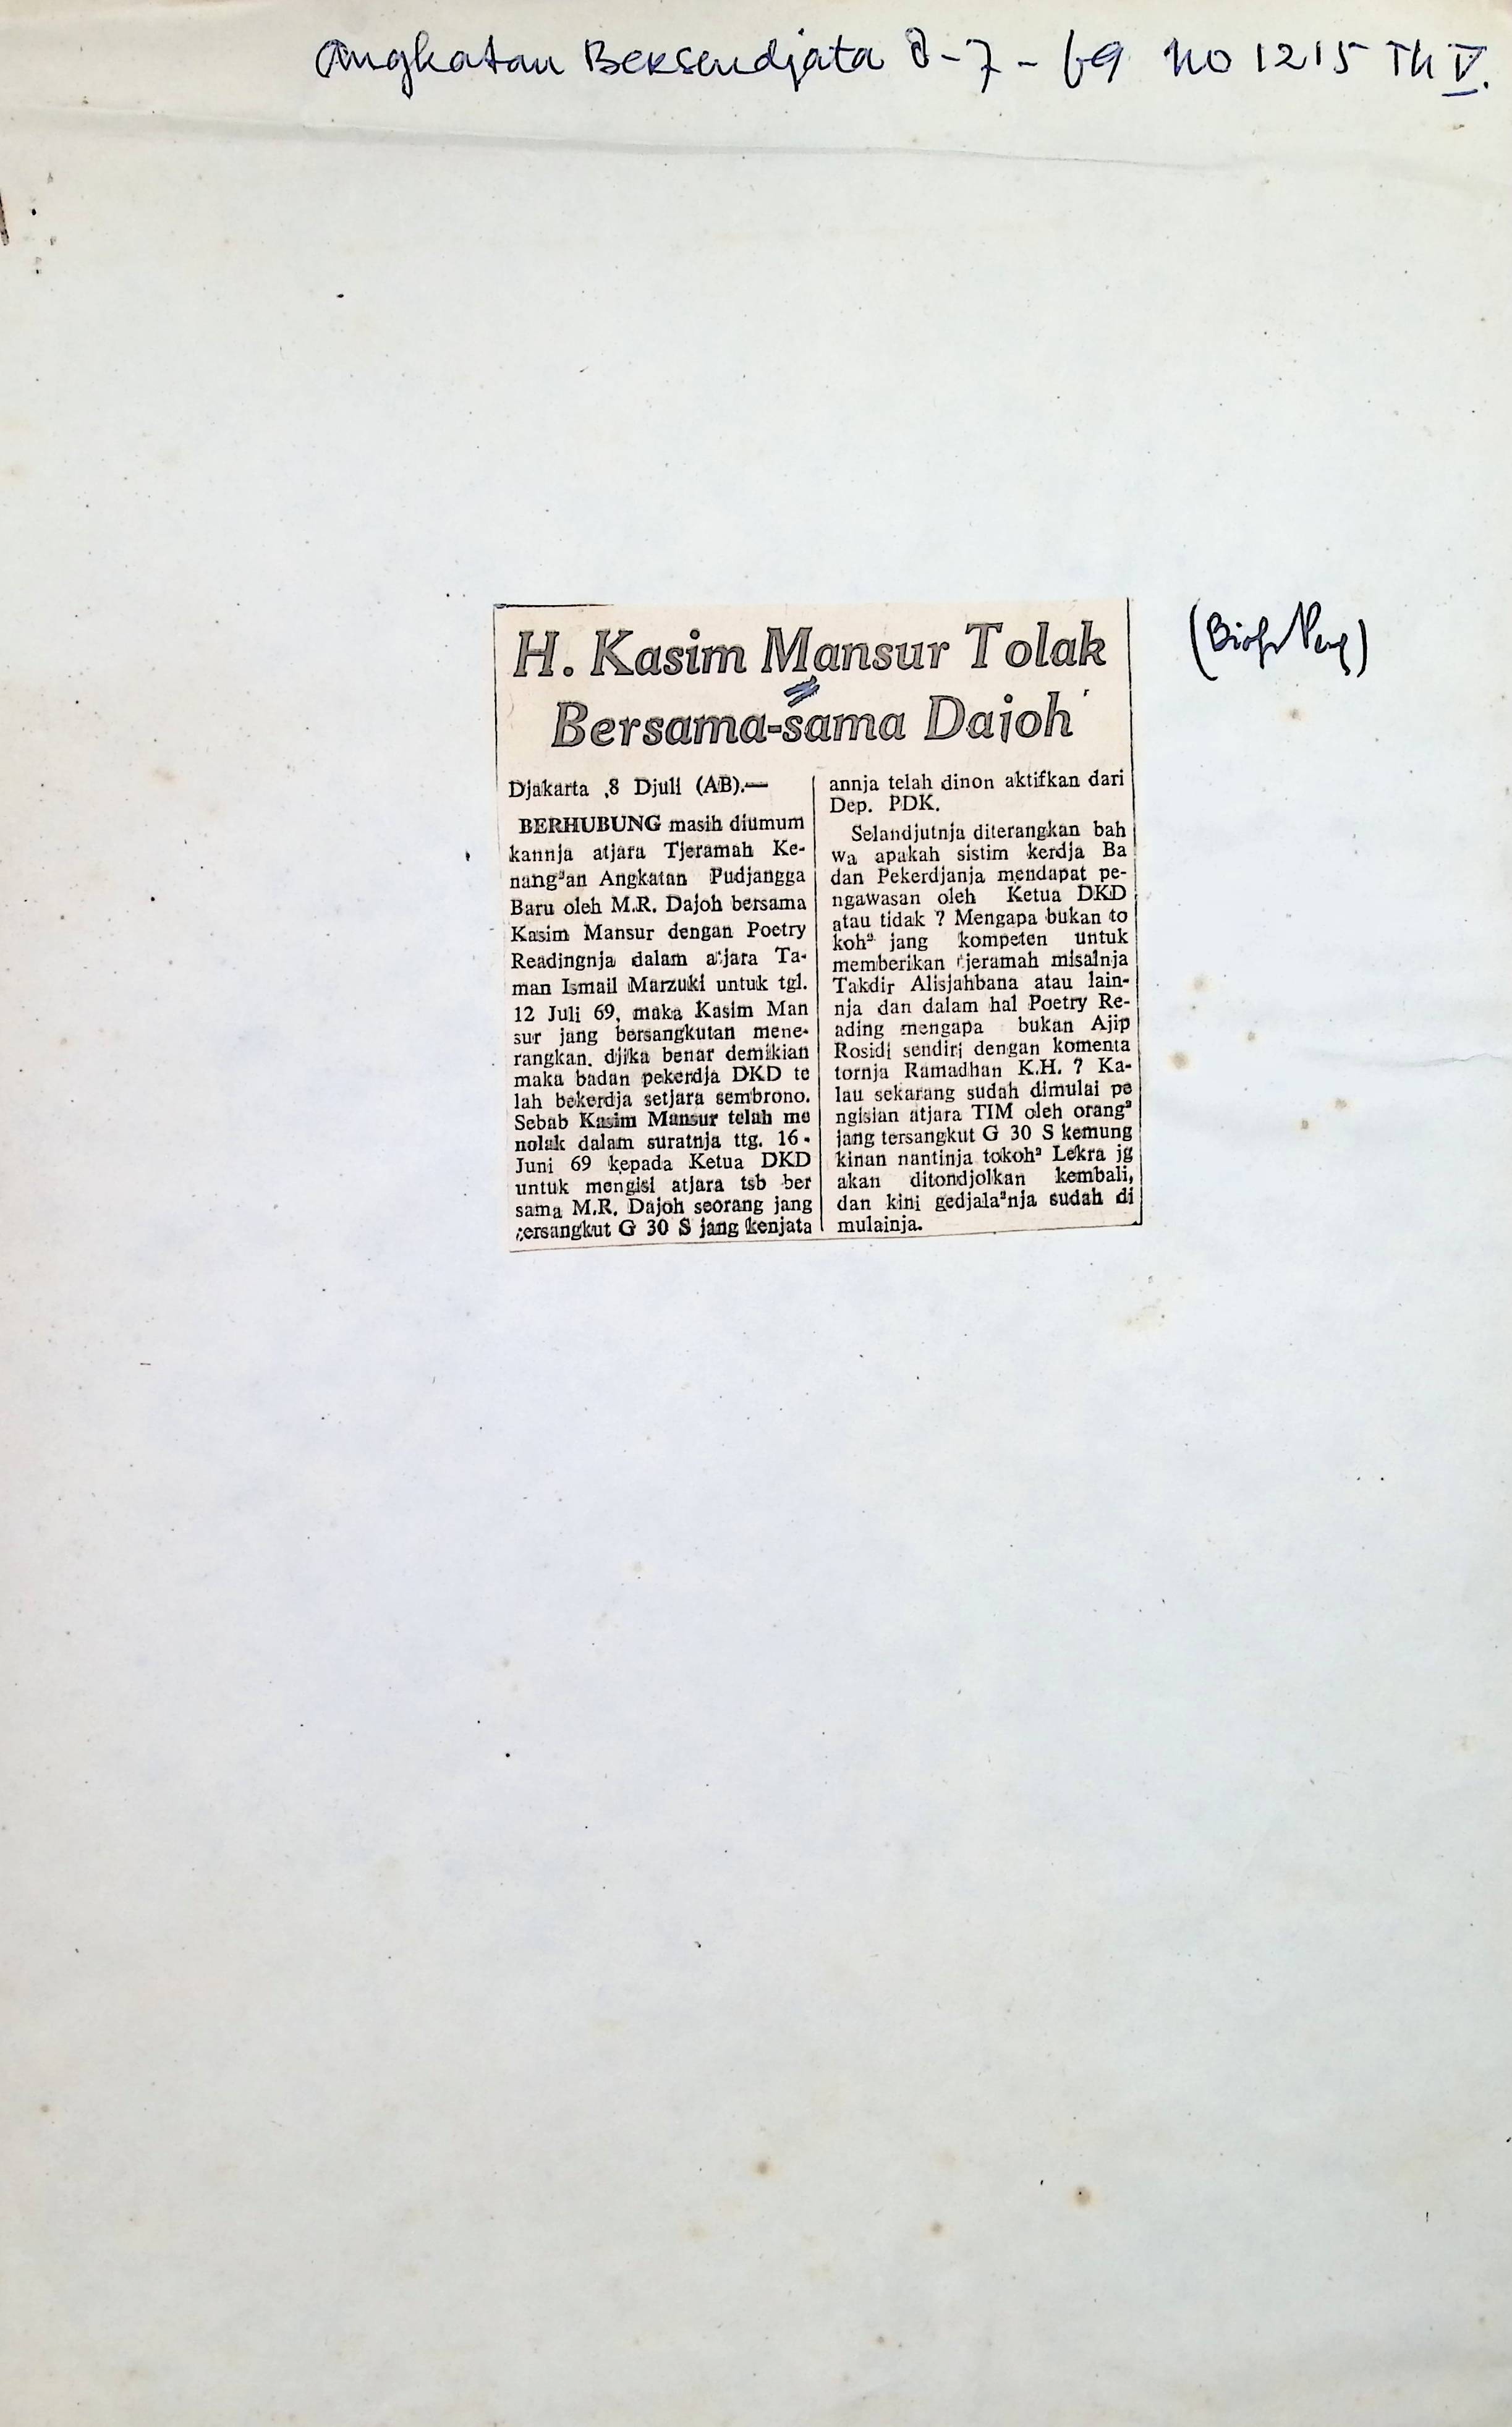 Angkatan Bersendjata 8-7-69 no 1215 Th V.
H. Kasim Mansur Tolak
Bersama-sama Dajoh
Djakarta ,8 Djuli (AB).—
BERHUBUNG masih diumum
kannja atjara Tjeramah Ke-
nang²an Angkatan Pudjangga
Baru oleh M.R. Dajoh bersama
Kasim Mansur dengan Poetry
Readingnja dalam atjara Ta-
man Ismail Marzuki untuk tgl.
12 Juli 69, maka Kasim Man
sur jang bersangkutan mene-
rangkan. djika benar demikian
maka badan pekerdja DKD te
lah bekerdja setjara sembrono.
Sebab Kasim Mansur telah me
nolak dalam suratnja ttg. 16-
Juni 69 kepada Ketua DKD
untuk mengisi atjara tsb ber
sama M.R. Dajoh seorang jang
tersangkut G 30 S jang kenjata
annja telah dinon aktifkan dari
Dep. PDK.
Selandjutnja diterangkan bah
wa apakah sistim kerdja Ba
dan Pekerdjanja mendapat pe-
ngawasan oleh Ketua DKD
atau tidak ? Mengapa bukan to
koh² jang kompeten untuk
memberikan tjeramah misalnja
Takdir Alisjahbana atau lain-
nja dan dalam hal Poetry Re-
ading mengapa bukan Ajip
Rosidi sendiri dengan komenta
tornja Ramadhan K.H. ? Ka-
lau sekarang sudah dimulai pe
ngisian atjara TIM oleh orang²
jang tersangkut G 30 S kemung
kinan nantinja tokoh² Lekra jg
akan ditondjolkan kembali,
dan kini gedjala²nja sudah di
mulainja.